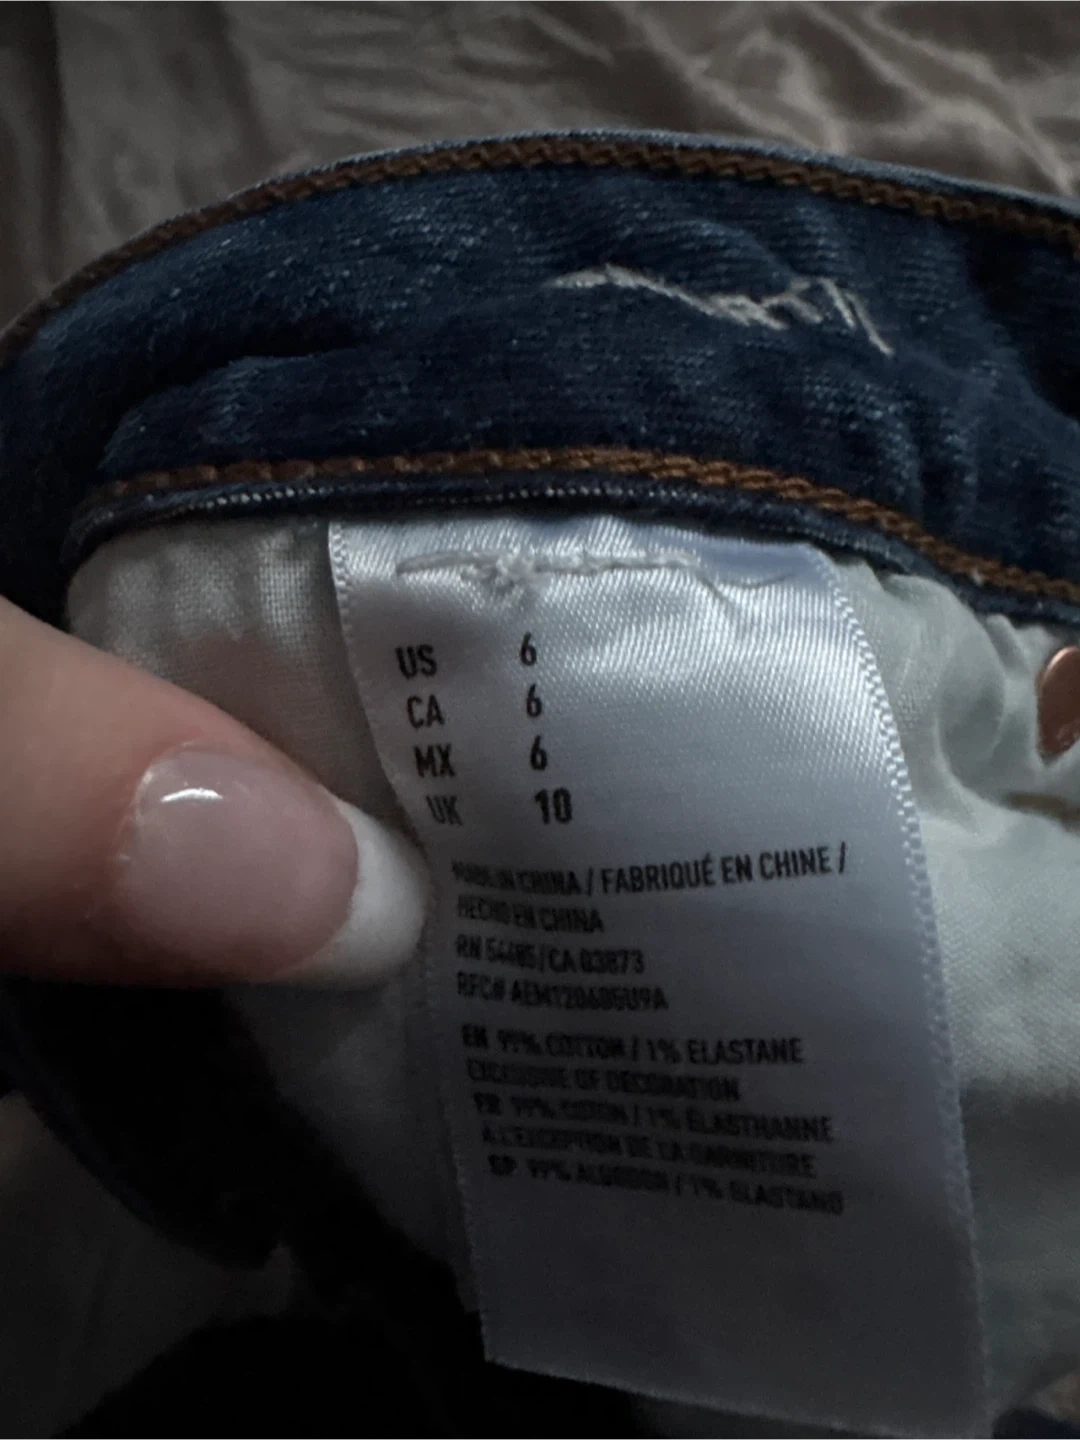 US 6
CA 6
MX 6
UK 10
MADE IN CHINA / FABRIQUÉ EN CHINE /
HECHO EN CHINA
RN 54485/CA 03873
RFC# AEM120605U9A
EN 99% COTTON / 1% ELASTANE
EXCLUSIVE OF DECORATION
FR 99% COTON / 1% ÉLASTHANNE
À L'EXCEPTION DE LA GARNITURE
SP 99% ALGODON / 1% ELASTANO